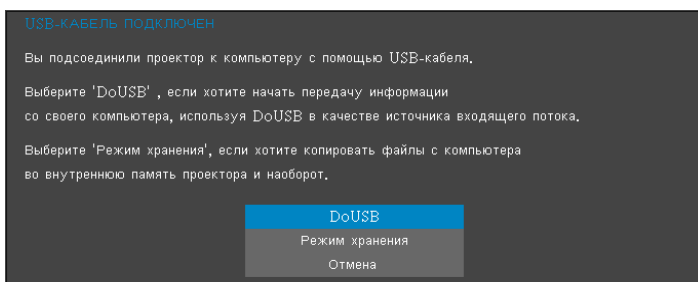 USB-КАБЕЛЬ ПОДКЛЮЧЕН
Вы подсоединили проектор к компьютеру с помощью USB-кабеля.
Выберите 'DoUSB' , если хотите начать передачу информации
со своего компьютера, используя DoUSB в качестве источника входящего потока.
Выберите 'Режим хранения', если хотите копировать файлы с компьютера
во внутреннюю память проектора и наоборот.
DoUSB
Режим хранения
Отмена